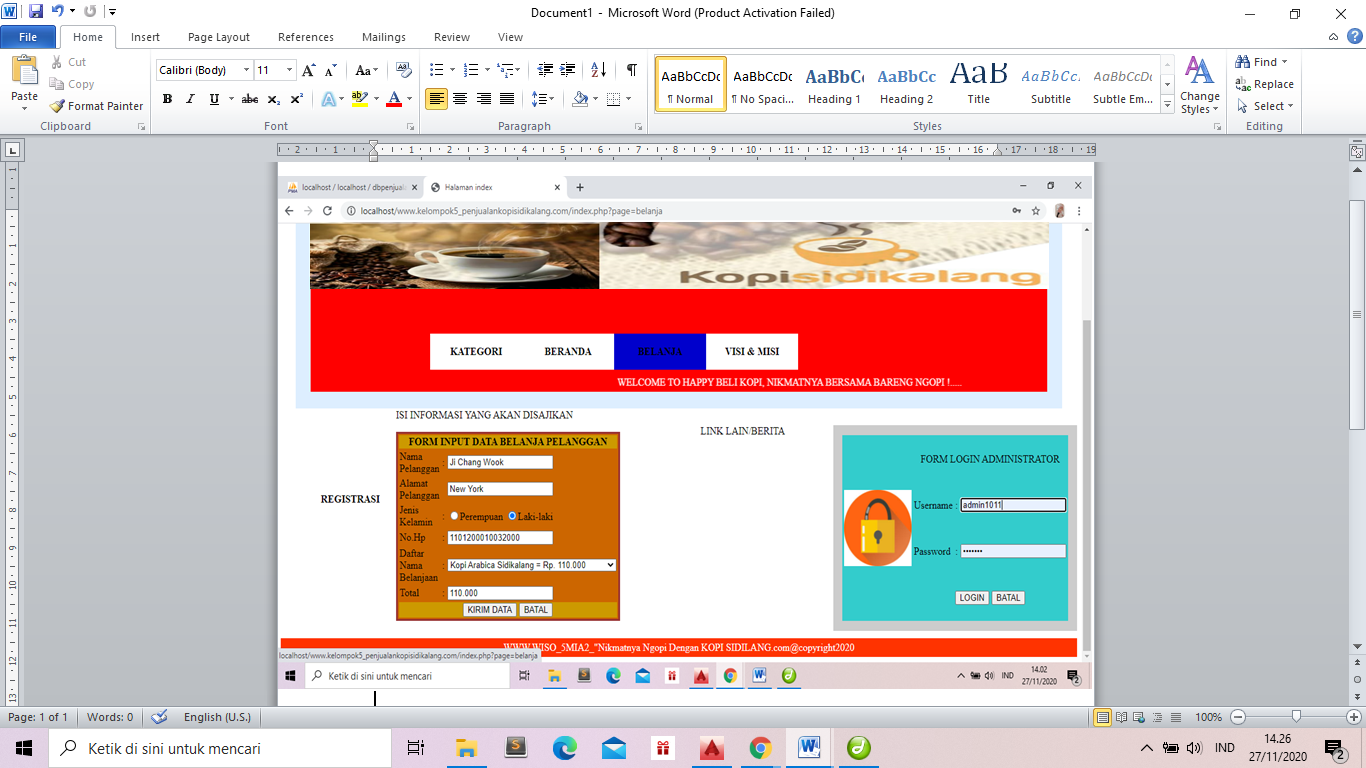 Document1 - Microsoft Word (Product Activation Failed)
File Home Insert Page Layout References Mailings Review View
Paste
Cut
Copy
Format Painter
Clipboard
Calibri (Body) 11
Font
Paragraph
AaBbCcDc AaBbCcDc AaBbCc AaBbCc AaB AaBbCc. AaBbCcDc
¶ Normal ¶ No Spaci... Heading 1 Heading 2 Title Subtitle Subtle Em...
Change
Styles
Styles
Find
Replace
Select
Editing
localhost / localhost / dbpenjual Halaman index
localhost/www.kelompok5_penjualankopisidikalang.com/index.php?page=belanja
Kopisidikalang
KATEGORI BERANDA BELANJA VISI & MISI
WELCOME TO HAPPY BELI KOPI, NIKMATNYA BERSAMA BARENG NGOPI !.....
ISI INFORMASI YANG AKAN DISAJIKAN
REGISTRASI
FORM INPUT DATA BELANJA PELANGGAN
Nama
Pelanggan : Ji Chang Wook
Alamat
Pelanggan : New York
Jenis
Kelamin : Perempuan Laki-laki
No.Hp : 1101200010032000
Daftar
Nama : Kopi Arabica Sidikalang = Rp. 110.000
Belanjaan
Total : 110.000
KIRIM DATA BATAL
LINK LAIN/BERITA
FORM LOGIN ADMINISTRATOR
Username : admin1011
Password : •••••••
LOGIN BATAL
WWW.WISO_5MIA2_"Nikmatnya Ngopi Dengan KOPI SIDILANG.com@copyright2020
localhost/www.kelompok5_penjualankopisidikalang.com/index.php?page=belanja
Ketik di sini untuk mencari
IND
14.02
27/11/2020
2
Page: 1 of 1 Words: 0 English (U.S.) 100%
Ketik di sini untuk mencari
IND
14.26
27/11/2020
2